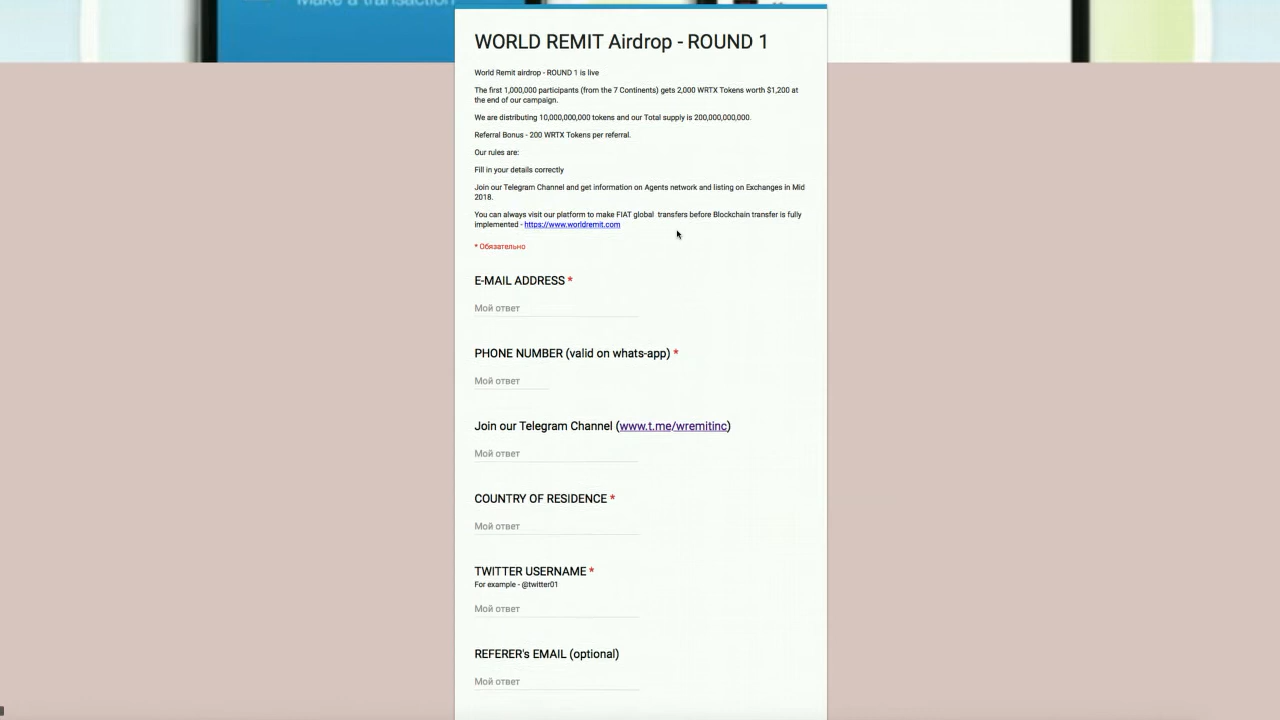 Make a transaction
WORLD REMIT Airdrop - ROUND 1
World Remit airdrop - ROUND 1 is live
The first 1,000,000 participants (from the 7 Continents) gets 2,000 WRTX Tokens worth $1,200 at
the end of our campaign.
We are distributing 10,000,000,000 tokens and our Total supply is 200,000,000,000.
Referral Bonus - 200 WRTX Tokens per referral.
Our rules are:
Fill in your details correctly
Join our Telegram Channel and get information on Agents network and listing on Exchanges in Mid
2018.
You can always visit our platform to make FIAT global transfers before Blockchain transfer is fully
implemented - https://www.worldremit.com
* Обязательно
E-MAIL ADDRESS *
Мой ответ
PHONE NUMBER (valid on whats-app) *
Мой ответ
Join our Telegram Channel (www.t.me/wremitinc)
Мой ответ
COUNTRY OF RESIDENCE *
Мой ответ
TWITTER USERNAME *
For example - @twitter01
Мой ответ
REFERER's EMAIL (optional)
Мой ответ